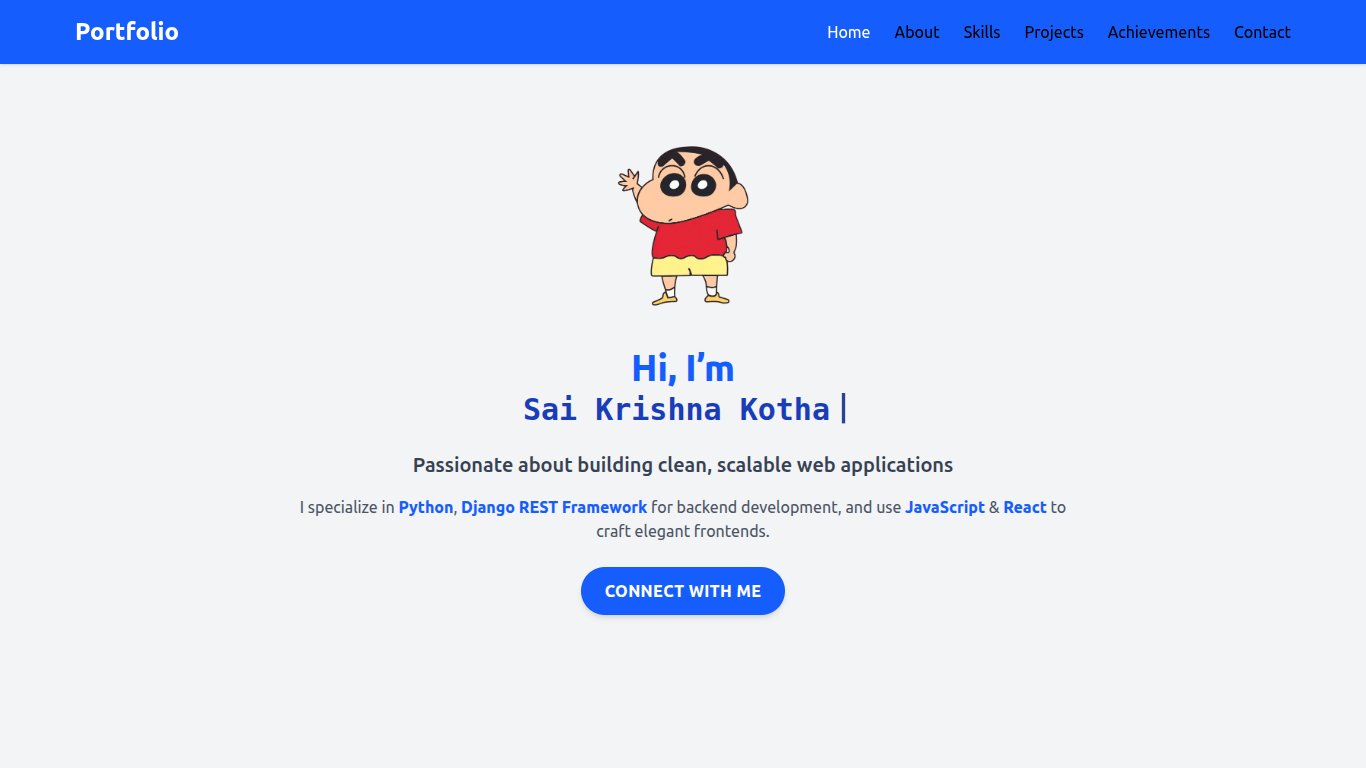 Portfolio
Home About Skills Projects Achievements Contact
Hi, I’m
Sai Krishna Kotha|
Passionate about building clean, scalable web applications
I specialize in Python, Django REST Framework for backend development, and use JavaScript & React to
craft elegant frontends.
CONNECT WITH ME